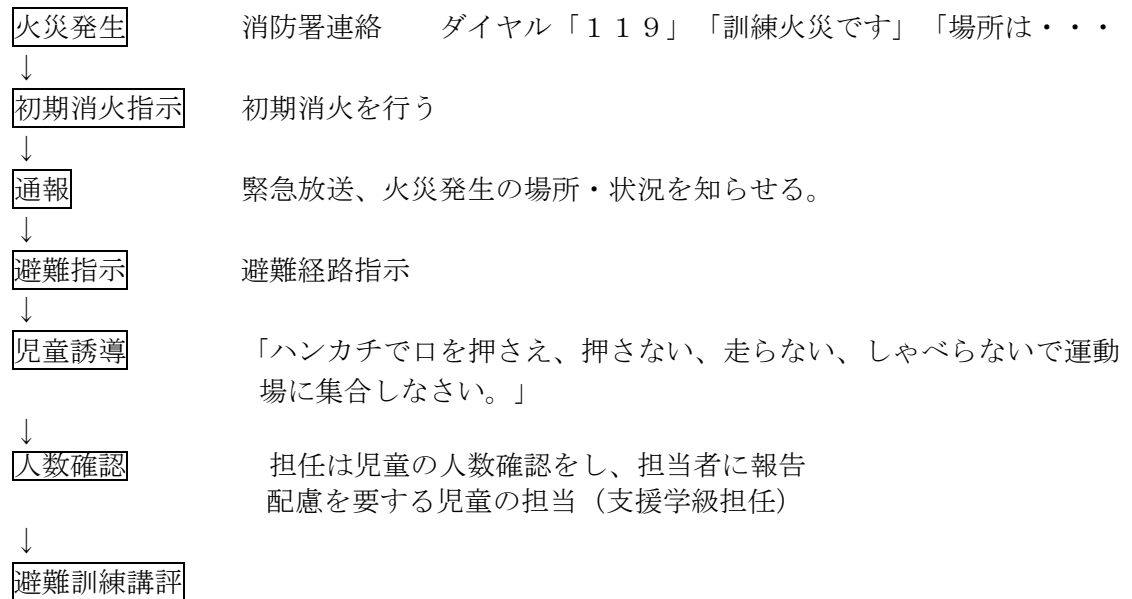 火災発生 消防署連絡 ダイヤル「１１９」「訓練火災です」「場所は・・・
↓
初期消火指示 初期消火を行う
↓
通報 緊急放送、火災発生の場所・状況を知らせる。
↓
避難指示 避難経路指示
↓
児童誘導 「ハンカチで口を押さえ、押さない、走らない、しゃべらないで運動
場に集合しなさい。」
↓
人数確認 担任は児童の人数確認をし、担当者に報告
配慮を要する児童の担当（支援学級担任）
↓
避難訓練講評